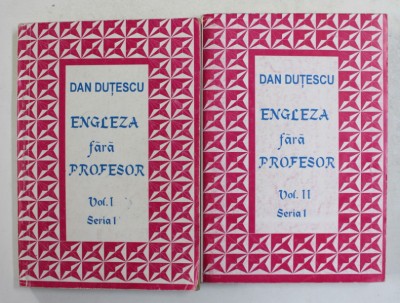 DAN DUȚESCU
ENGLEZA
fără
PROFESOR
Vol. I
Seria I
DAN DUȚESCU
ENGLEZA
fără
PROFESOR
Vol. II
Seria I